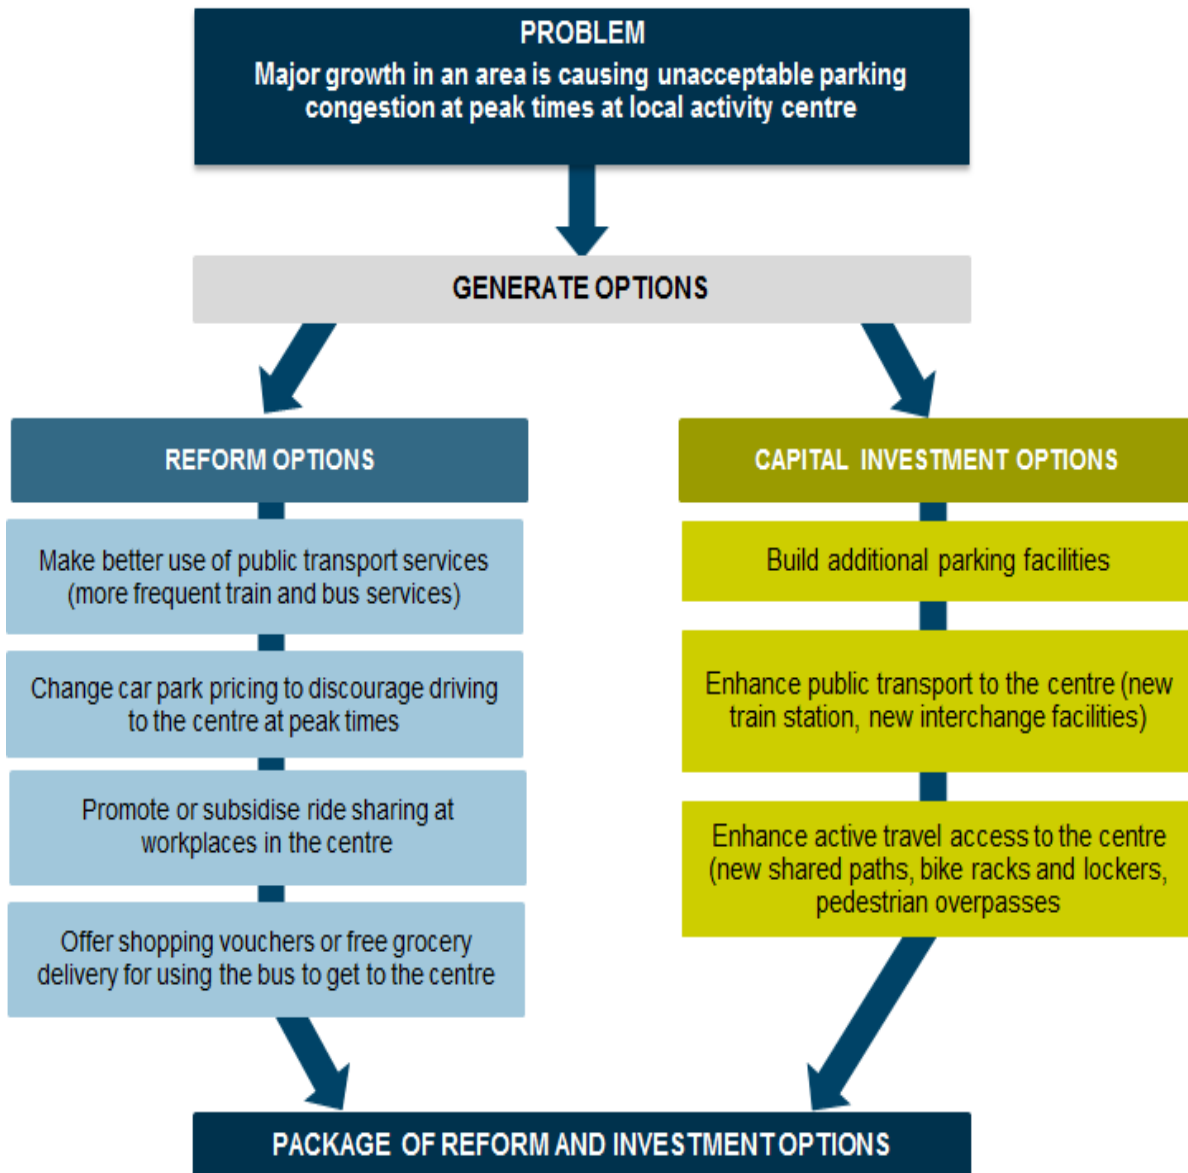 PROBLEM
Major growth in an area is causing unacceptable parking
congestion at peak times at local activity centre
GENERATE OPTIONS
REFORM OPTIONS
Make better use of public transport services
(more frequent train and bus services)
Change car park pricing to discourage driving
to the centre at peak times
Promote or subsidise ride sharing at
workplaces in the centre
Offer shopping vouchers or free grocery
delivery for using the bus to get to the centre
CAPITAL INVESTMENT OPTIONS
Build additional parking facilities
Enhance public transport to the centre (new
train station, new interchange facilities)
Enhance active travel access to the centre
(new shared paths, bike racks and lockers,
pedestrian overpasses
PACKAGE OF REFORM AND INVESTMENT OPTIONS